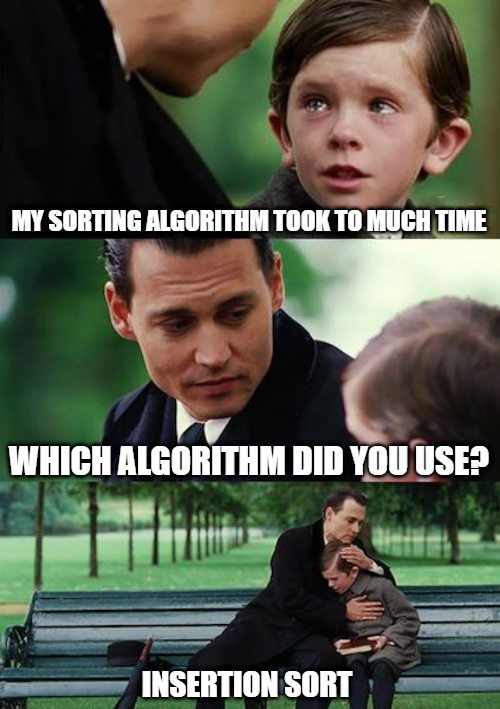 MY SORTING ALGORITHM TOOK TO MUCH TIME
WHICH ALGORITHM DID YOU USE?
INSERTION SORT